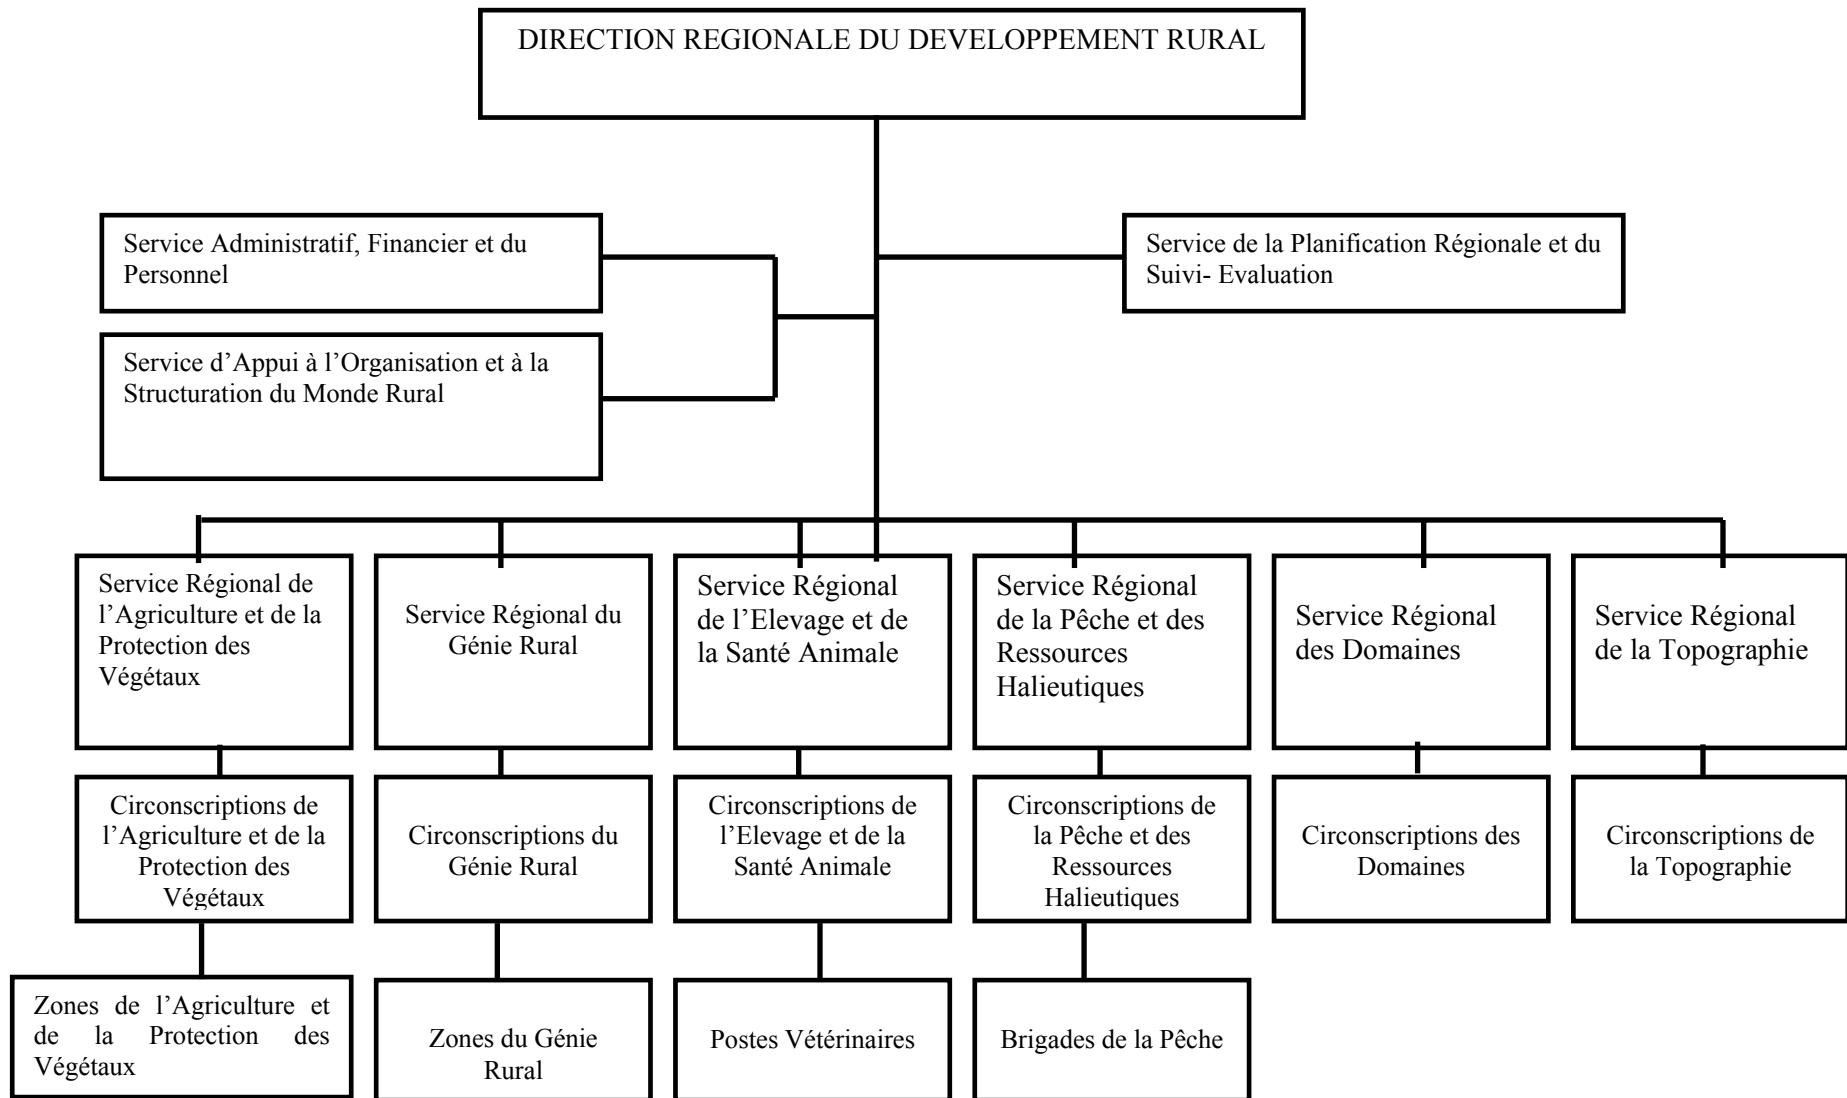 DIRECTION REGIONALE DU DEVELOPPEMENT RURAL
Service Administratif, Financier et du
Personnel
Service de la Planification Régionale et du
Suivi- Evaluation
Service d’Appui à l’Organisation et à la
Structuration du Monde Rural
Service Régional de
l’Agriculture et de la
Protection des
Végétaux
Service Régional du
Génie Rural
Service Régional
de l’Elevage et de
la Santé Animale
Service Régional
de la Pêche et des
Ressources
Halieutiques
Service Régional
des Domaines
Service Régional
de la Topographie
Circonscriptions de
l’Agriculture et de la
Protection des
Végétaux
Circonscriptions du
Génie Rural
Circonscriptions de
l’Elevage et de la
Santé Animale
Circonscriptions de
la Pêche et des
Ressources
Halieutiques
Circonscriptions des
Domaines
Circonscriptions de
la Topographie
Zones de l’Agriculture et
de la Protection des
Végétaux
Zones du Génie
Rural
Postes Vétérinaires
Brigades de la Pêche